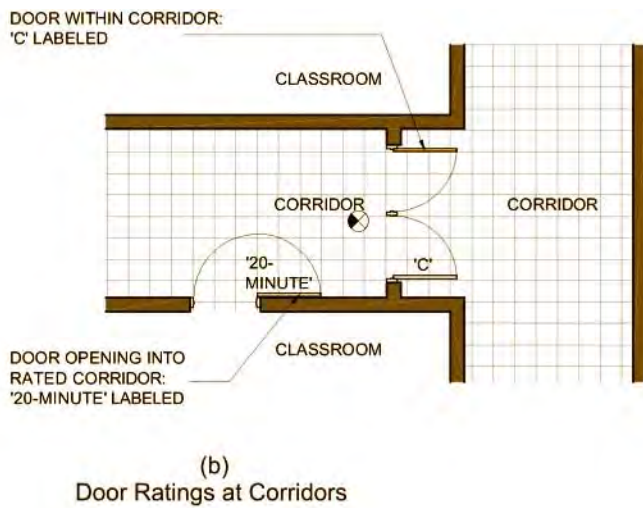 DOOR WITHIN CORRIDOR:
'C' LABELED
CLASSROOM
CORRIDOR
CORRIDOR
'20-
MINUTE'
'C'
CLASSROOM
DOOR OPENING INTO
RATED CORRIDOR:
'20-MINUTE' LABELED
(b)
Door Ratings at Corridors